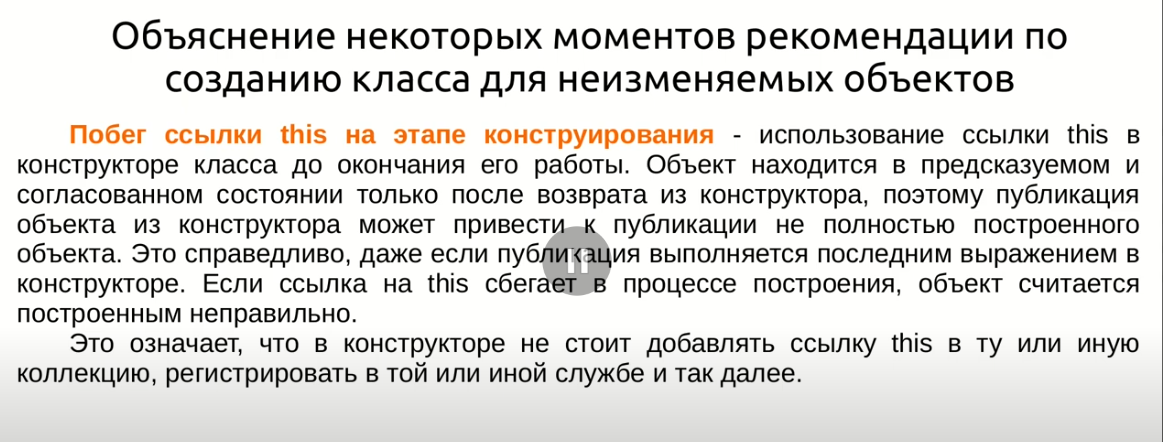 Объяснение некоторых моментов рекомендации по
созданию класса для неизменяемых объектов
Побег ссылки this на этапе конструирования - использование ссылки this в
конструкторе класса до окончания его работы. Объект находится в предсказуемом и
согласованном состоянии только после возврата из конструктора, поэтому публикация
объекта из конструктора может привести к публикации не полностью построенного
объекта. Это справедливо, даже если публикация выполняется последним выражением в
конструкторе. Если ссылка на this сбегает в процессе построения, объект считается
построенным неправильно.
Это означает, что в конструкторе не стоит добавлять ссылку this в ту или иную
коллекцию, регистрировать в той или иной службе и так далее.